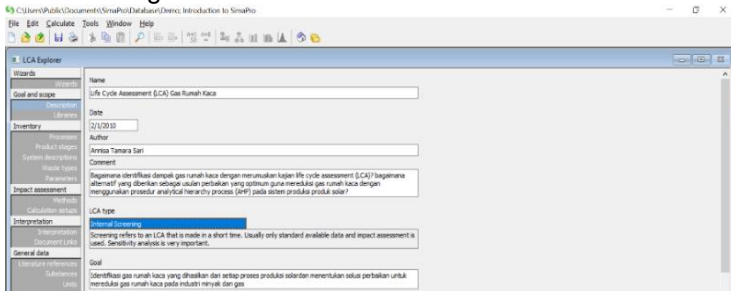 C:\Users\Public\Documents\SimaPro\Database\Demo; Introduction to SimaPro
File Edit Calculate Tools Window Help
LCA Explorer
Wizards
Wizards
Goal and scope
Description
Libraries
Inventory
Processes
Product stages
System descriptions
Waste types
Parameters
Impact assessment
Methods
Calculation setups
Interpretation
Interpretation
Document Links
General data
Literature references
Substances
Units
Name
Life Cycle Assessment (LCA) Gas Rumah Kaca
Date
2/1/2010
Author
Annisa Tamara Sari
Comment
Bagaimana identifikasi dampak gas rumah kaca dengan merumuskan kajian life cycle assessment (LCA)? bagaimana
alternatif yang diberikan sebagai usulan perbaikan yang optimum guna mereduksi gas rumah kaca dengan
menggunakan prosedur analytical hierarchy process (AHP) pada sistem produksi produk solar?
LCA type
Internal Screening
Screening refers to an LCA that is made in a short time. Usually only standard available data and impact assessment is
used. Sensitivity analysis is very important.
Goal
Identifikasi gas rumah kaca yang dihasilkan dari setiap proses produksi solardan menentukan solusi perbaikan untuk
mereduksi gas rumah kaca pada industri minyak dan gas